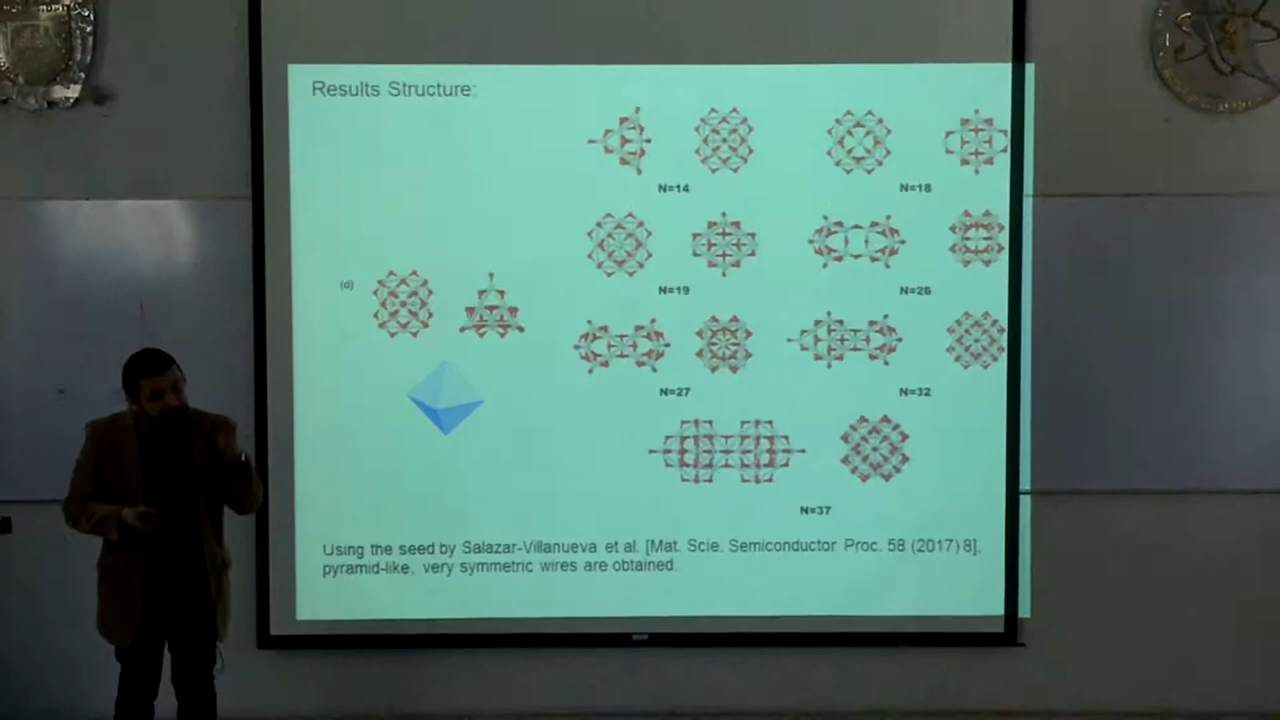 Results Structure:
N=14
N=18
N=19
N=26
(d)
N=27
N=32
N=37
Using the seed by Salazar-Villanueva et al. [Mat. Scie. Semiconductor Proc. 58 (2017) 8],
pyramid-like, very symmetric wires are obtained.